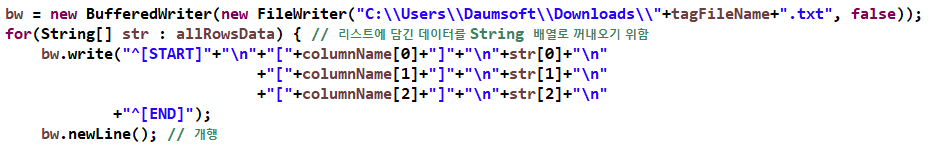 bw = new BufferedWriter(new FileWriter("C:\\Users\\Daumsoft\\Downloads\\"+tagFileName+".txt", false));
for(String[] str : allRowsData) { // 리스트에 담긴 데이터를 String 배열로 꺼내오기 위함
bw.write("^[START]"+"\n"+"["+columnName[0]+"]"+"\n"+str[0]+"\n"
+"["+columnName[1]+"]"+"\n"+str[1]+"\n"
+"["+columnName[2]+"]"+"\n"+str[2]+"\n"
+"^[END]");
bw.newLine(); // 개행